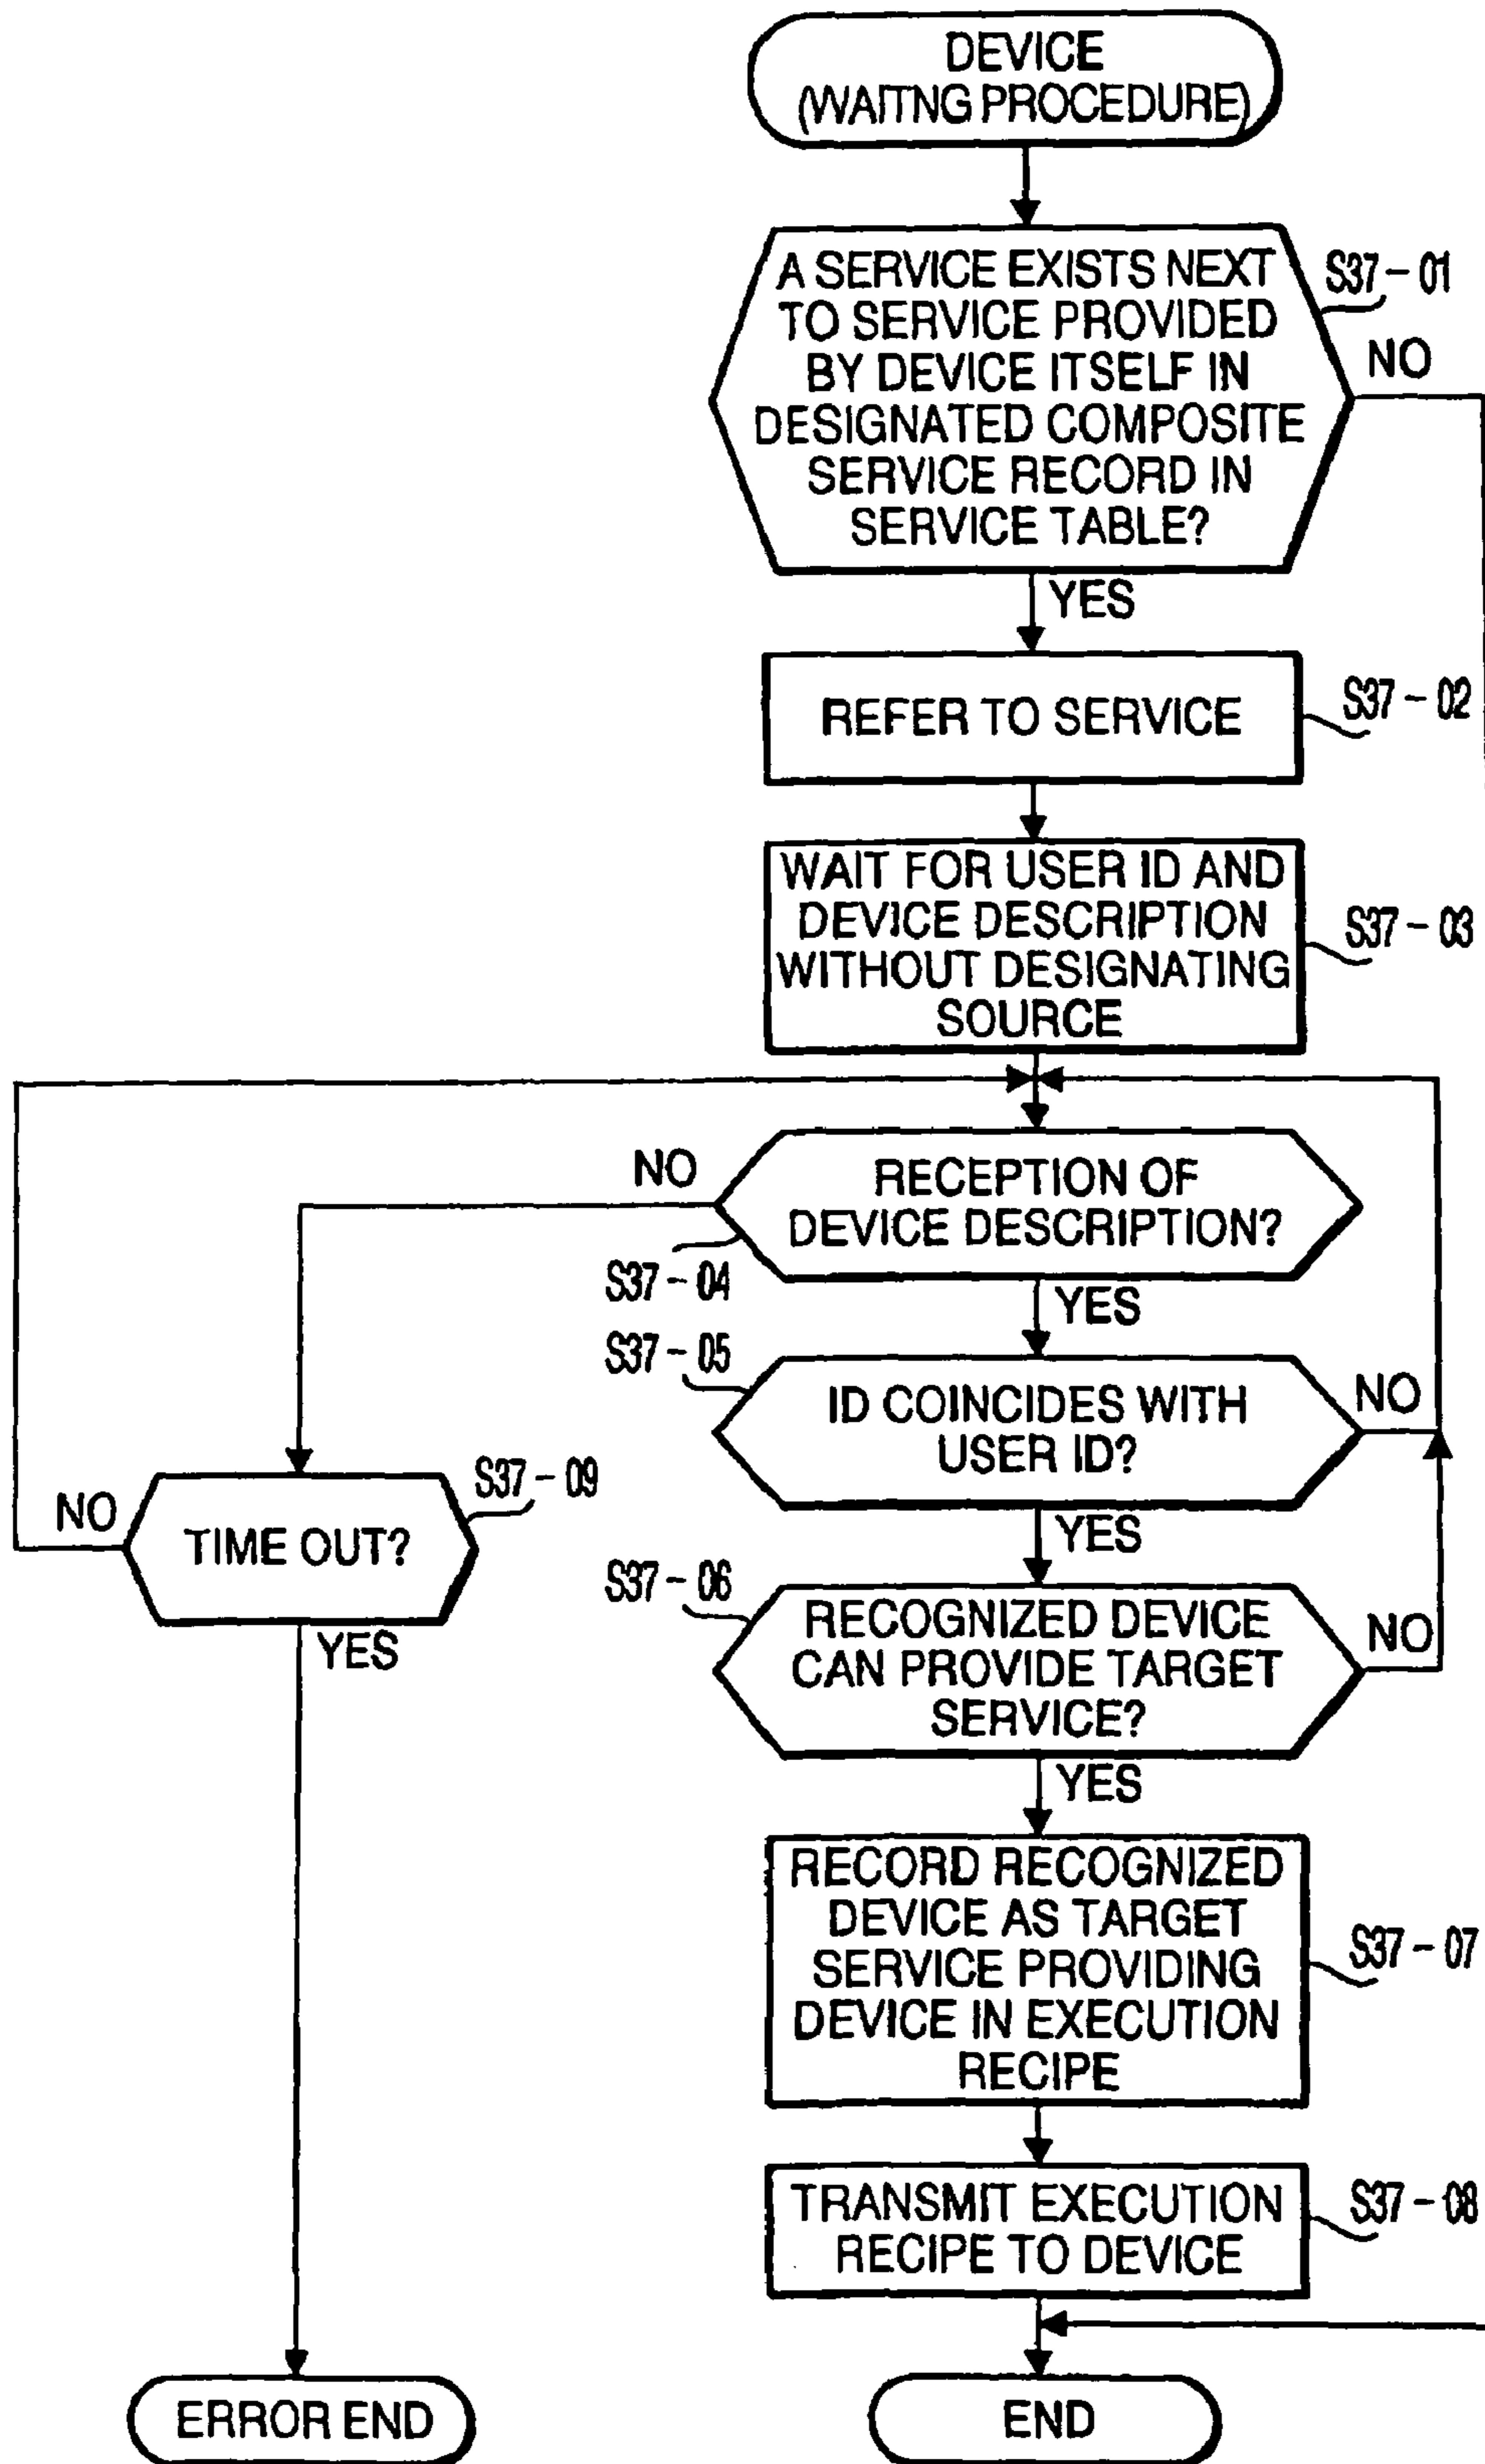 DEVICE
(WAITNG PROCEDURE)
A SERVICE EXISTS NEXT
TO SERVICE PROVIDED
BY DEVICE ITSELF IN
DESIGNATED COMPOSITE
SERVICE RECORD IN
SERVICE TABLE?
S37-01
NO
YES
REFER TO SERVICE
S37-02
WAIT FOR USER ID AND
DEVICE DESCRIPTION
WITHOUT DESIGNATING
SOURCE
S37-03
NO
RECEPTION OF
DEVICE DESCRIPTION?
S37-04
YES
S37-05
ID COINCIDES WITH
USER ID?
NO
YES
S37-09
NO
TIME OUT?
YES
S37-06
RECOGNIZED DEVICE
CAN PROVIDE TARGET
SERVICE?
NO
YES
RECORD RECOGNIZED
DEVICE AS TARGET
SERVICE PROVIDING
DEVICE IN EXECUTION
RECIPE
S37-07
TRANSMIT EXECUTION
RECIPE TO DEVICE
S37-08
ERROR END
END